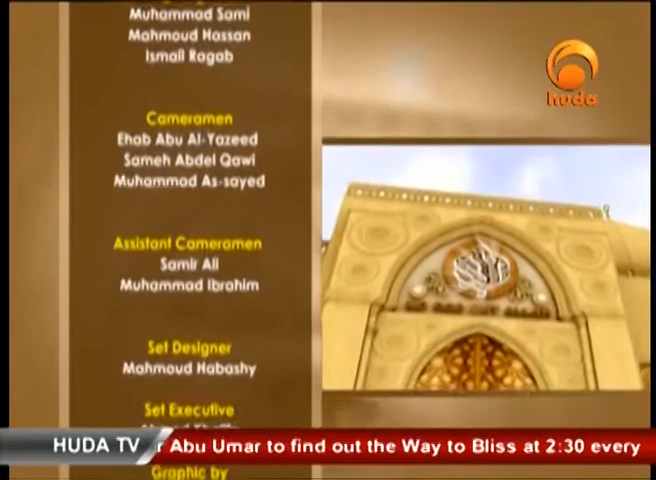 Muhammad Sami
Mahmoud Hassan
Ismail Ragab
Cameramen
Ehab Abu Al-Yazeed
Sameh Abdel Qawi
Muhammad As-sayed
Assistant Cameramen
Samir Ali
Muhammad Ibrahim
Set Designer
Mahmoud Habashy
Set Executive
Graphic by
huda
HUDA TV
r Abu Umar to find out the Way to Bliss at 2:30 every